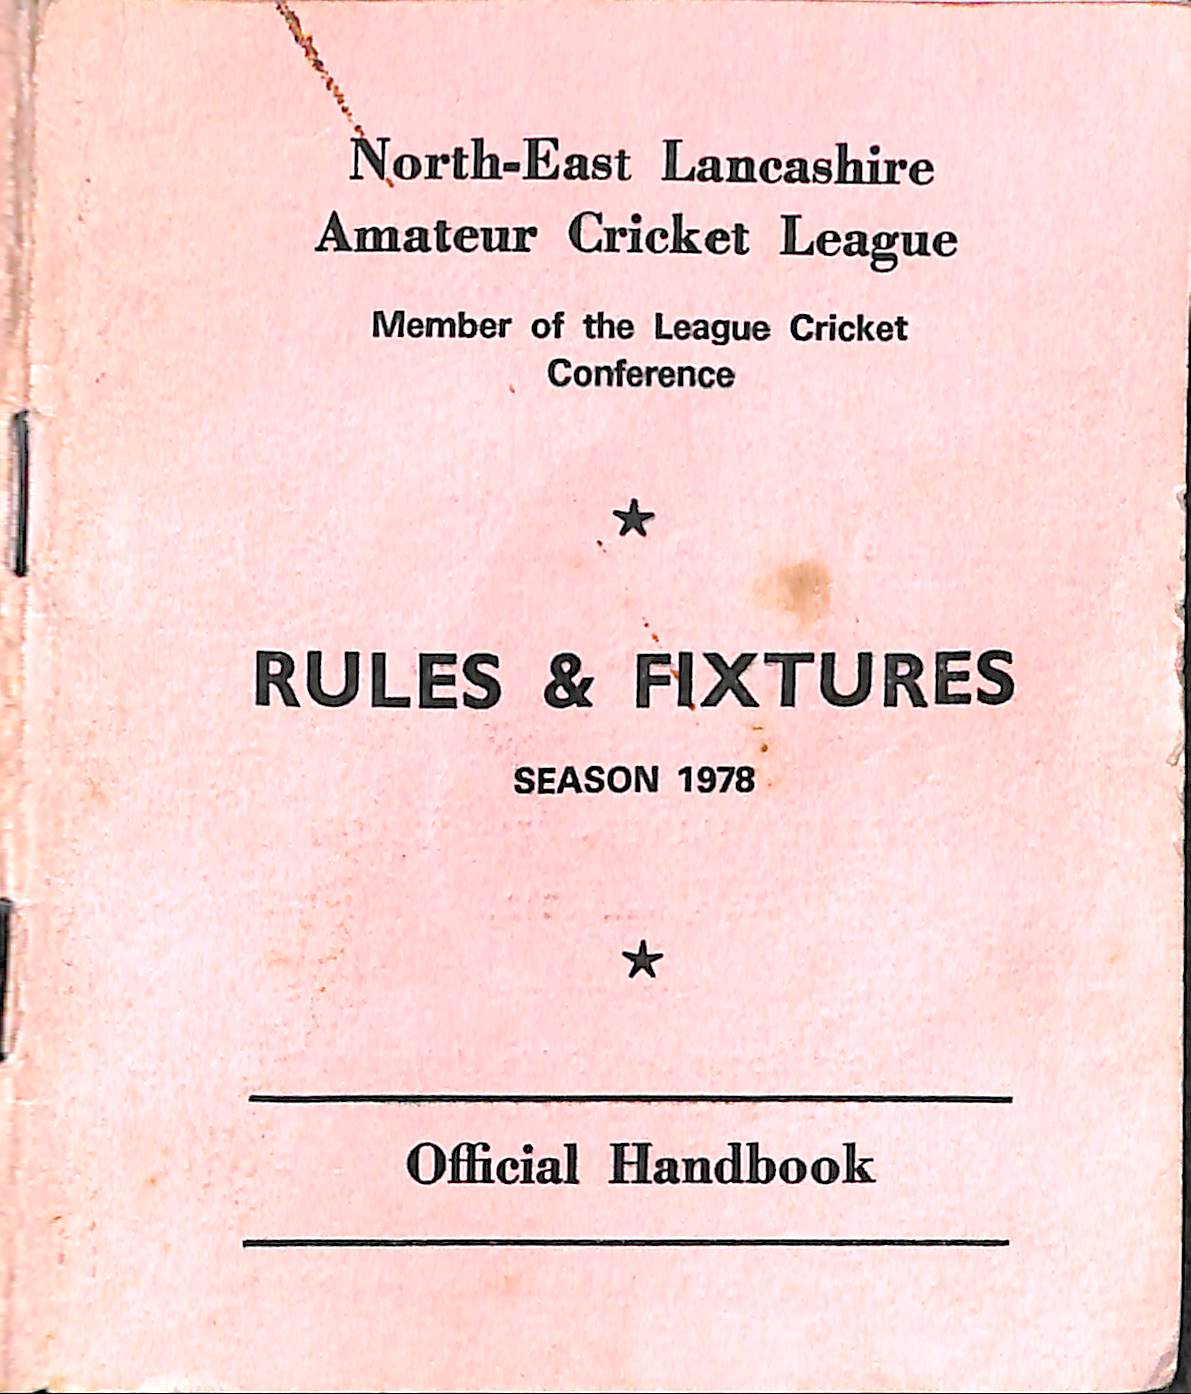 North-East Lancashire
Amateur Cricket League
Member of the League Cricket
Conference
RULES & FIXTURES
SEASON 1978
Official Handbook